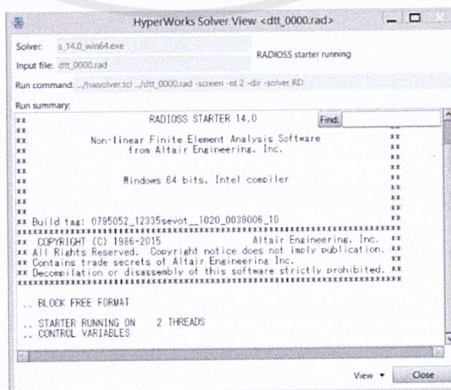 HyperWorks Solver View <dtt_0000.rad>
Solver: s_14.0_win64.exe
RADIOSS starter running
Input file: dtt_0000.rad
Run command: .../hwsolver.tcl .../dtt_0000.rad -screen -nt 2 -dir -solver RD
Run summary:
Find:
** RADIOSS STARTER 14.0 **
** Non-linear Finite Element Analysis Software **
** from Altair Engineering, Inc. **
** Windows 64 bits, Intel compiler **
** Build tag: 0795052_12335sevot__1020_0039006_10 **
** COPYRIGHT (C) 1986-2015 Altair Engineering, Inc. **
** All Rights Reserved. Copyright notice does not imply publication. **
** Contains trade secrets of Altair Engineering Inc. **
** Decompilation or disassembly of this software strictly prohibited. **
.. BLOCK FREE FORMAT
.. STARTER RUNNING ON 2 THREADS
.. CONTROL VARIABLES
View
Close